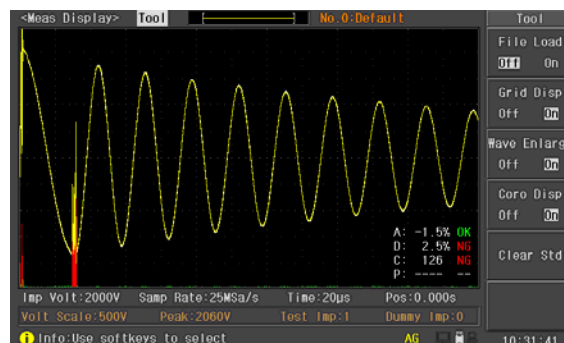 <Meas Display> Tool No.0:Default Tool
File Load
Off On
Grid Disp
Off On
Wave Enlarg
Off On
Coro Disp
Off On
Clear Std
A: -1.5% OK
D: 2.5% NG
C: 126 NG
P: ---- --
Imp Volt:2000V Samp Rate:25MSa/s Time:20μs Pos:0.000s
Volt Scale:500V Peak:2060V Test Imp:1 Dummy Imp:0
Info:Use softkeys to select AG 10:31:41